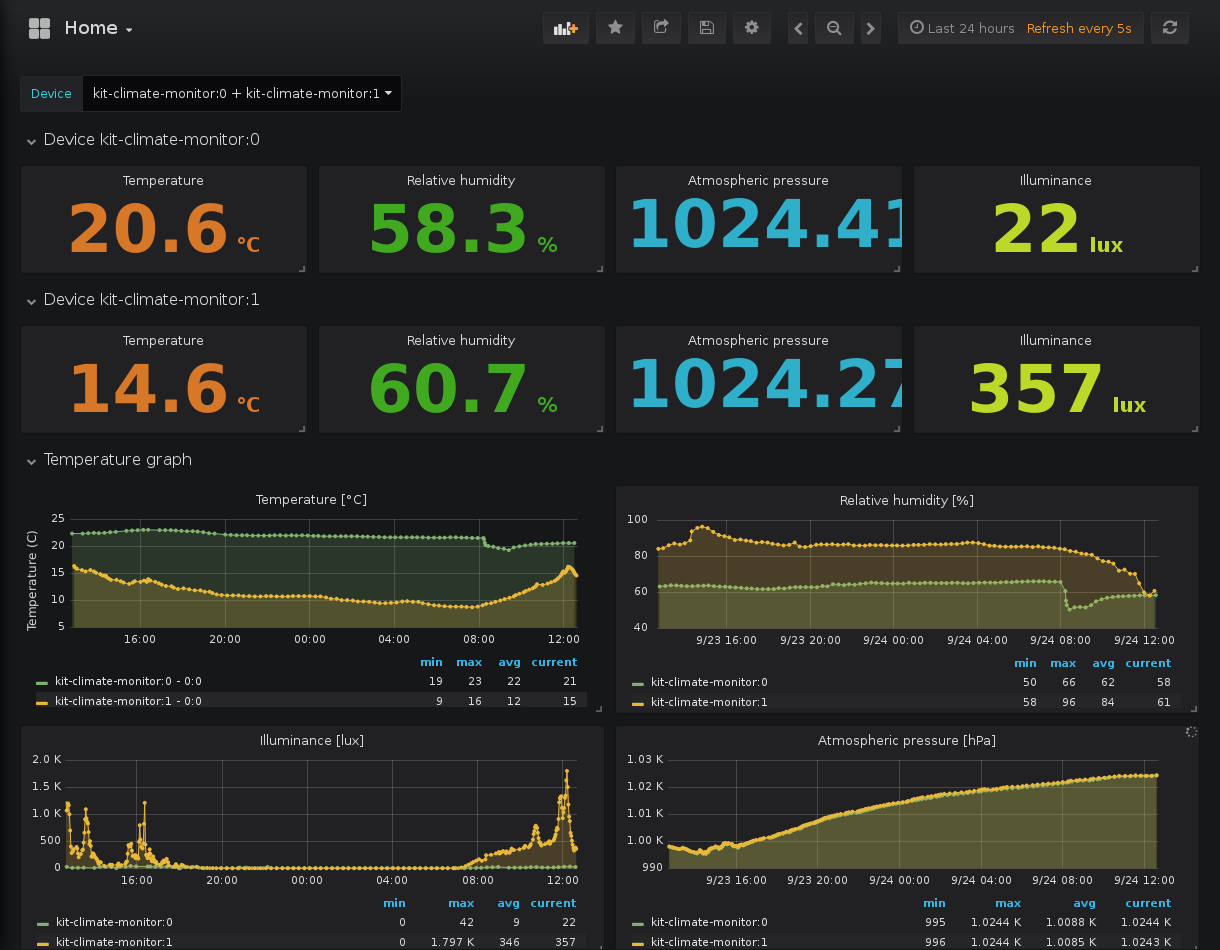 Home
Last 24 hours Refresh every 5s
Device kit-climate-monitor:0 + kit-climate-monitor:1
Device kit-climate-monitor:0
Temperature Relative humidity Atmospheric pressure Illuminance
20.6 °C 58.3 % 1024.41 22 lux
Device kit-climate-monitor:1
Temperature Relative humidity Atmospheric pressure Illuminance
14.6 °C 60.7 % 1024.27 357 lux
Temperature graph
Temperature [°C]
Temperature (C)
25
20
15
10
5
16:00 20:00 00:00 04:00 08:00 12:00
min max avg current
kit-climate-monitor:0 - 0:0 19 23 22 21
kit-climate-monitor:1 - 0:0 9 16 12 15
Relative humidity [%]
100
80
60
40
9/23 16:00 9/23 20:00 9/24 00:00 9/24 04:00 9/24 08:00 9/24 12:00
min max avg current
kit-climate-monitor:0 50 66 62 58
kit-climate-monitor:1 58 96 84 61
Illuminance [lux]
2.0 K
1.5 K
1.0 K
500
0
16:00 20:00 00:00 04:00 08:00 12:00
min max avg current
kit-climate-monitor:0 0 42 9 22
kit-climate-monitor:1 0 1.797 K 346 357
Atmospheric pressure [hPa]
1.03 K
1.02 K
1.01 K
1.00 K
990
9/23 16:00 9/23 20:00 9/24 00:00 9/24 04:00 9/24 08:00 9/24 12:00
min max avg current
kit-climate-monitor:0 995 1.0244 K 1.0088 K 1.0244 K
kit-climate-monitor:1 996 1.0244 K 1.0085 K 1.0243 K